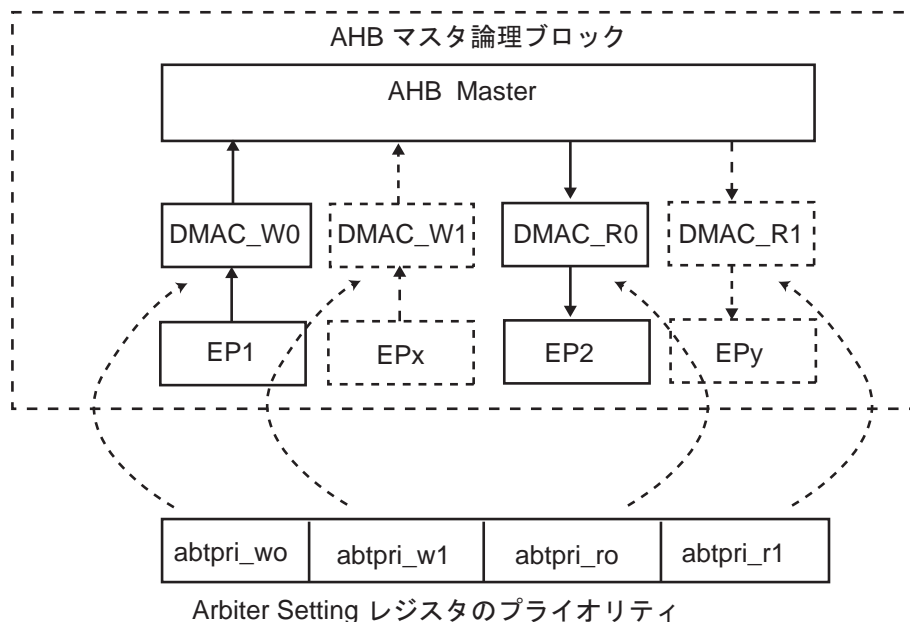 AHB マスタ論理ブロック
AHB Master
DMAC_W0 DMAC_W1 DMAC_R0 DMAC_R1
EP1 EPx EP2 EPy
abtpri_wo abtpri_w1 abtpri_ro abtpri_r1
Arbiter Setting レジスタのプライオリティ